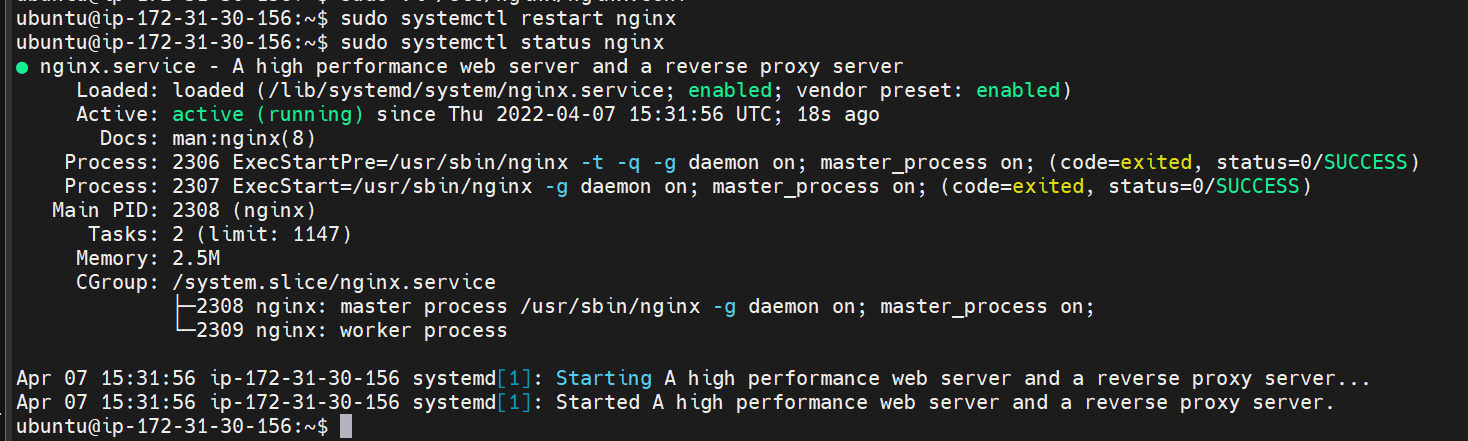 ubuntu@ip-172-31-30-156:~$ sudo systemctl restart nginx
ubuntu@ip-172-31-30-156:~$ sudo systemctl status nginx
● nginx.service - A high performance web server and a reverse proxy server
     Loaded: loaded (/lib/systemd/system/nginx.service; enabled; vendor preset: enabled)
     Active: active (running) since Thu 2022-04-07 15:31:56 UTC; 18s ago
       Docs: man:nginx(8)
    Process: 2306 ExecStartPre=/usr/sbin/nginx -t -q -g daemon on; master_process on; (code=exited, status=0/SUCCESS)
    Process: 2307 ExecStart=/usr/sbin/nginx -g daemon on; master_process on; (code=exited, status=0/SUCCESS)
   Main PID: 2308 (nginx)
      Tasks: 2 (limit: 1147)
     Memory: 2.5M
     CGroup: /system.slice/nginx.service
             ├─2308 nginx: master process /usr/sbin/nginx -g daemon on; master_process on;
             └─2309 nginx: worker process

Apr 07 15:31:56 ip-172-31-30-156 systemd[1]: Starting A high performance web server and a reverse proxy server...
Apr 07 15:31:56 ip-172-31-30-156 systemd[1]: Started A high performance web server and a reverse proxy server.
ubuntu@ip-172-31-30-156:~$